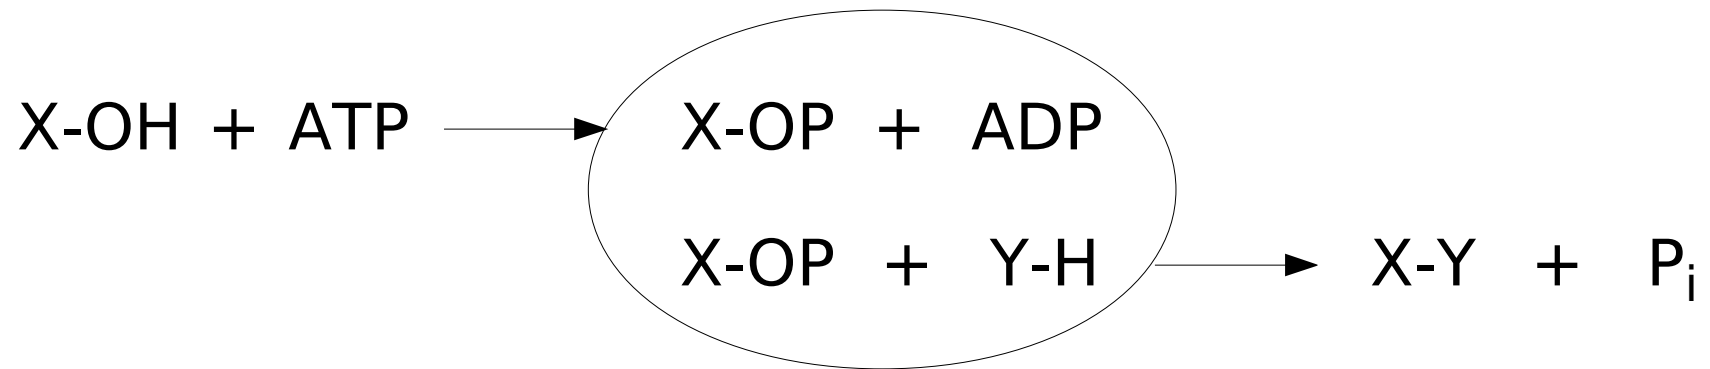 X-OH + ATP X-OP + ADP
X-OP + Y-H X-Y + Pi